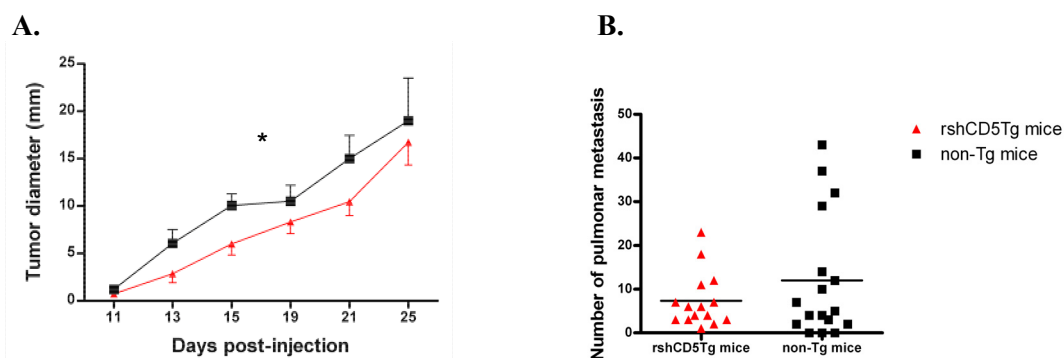 A.
B.
Tumor diameter (mm)
25
20
15
10
5
0
*
11 13 15 19 21 25
Days post-injection
Number of pulmonar metastasis
50
40
30
20
10
0
rshCD5Tg mice non-Tg mice
rshCD5Tg mice
non-Tg mice